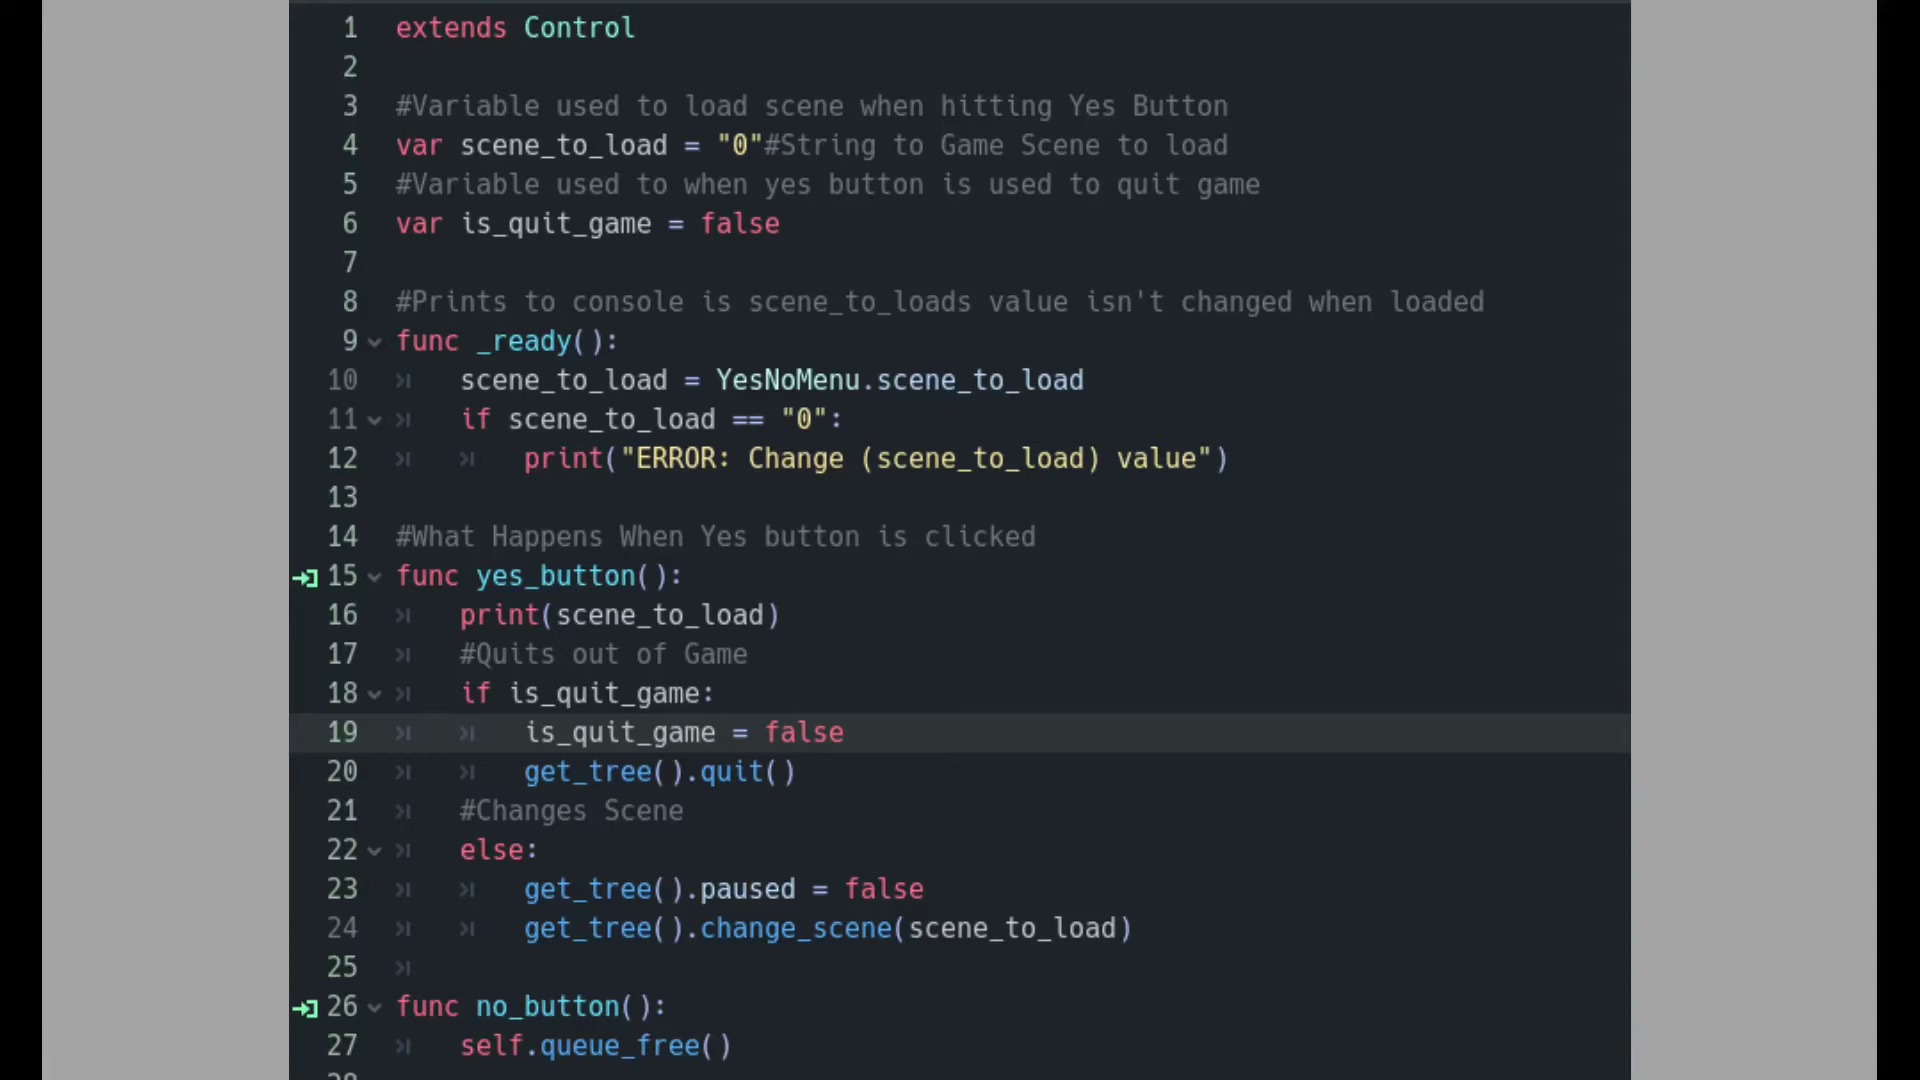 1 extends Control
2
3 #Variable used to load scene when hitting Yes Button
4 var scene_to_load = "0"#String to Game Scene to load
5 #Variable used to when yes button is used to quit game
6 var is_quit_game = false
7
8 #Prints to console is scene_to_loads value isn't changed when loaded
9 func _ready():
10 scene_to_load = YesNoMenu.scene_to_load
11 if scene_to_load == "0":
12 print("ERROR: Change (scene_to_load) value")
13
14 #What Happens When Yes button is clicked
15 func yes_button():
16 print(scene_to_load)
17 #Quits out of Game
18 if is_quit_game:
19 is_quit_game = false
20 get_tree().quit()
21 #Changes Scene
22 else:
23 get_tree().paused = false
24 get_tree().change_scene(scene_to_load)
25
26 func no_button():
27 self.queue_free()